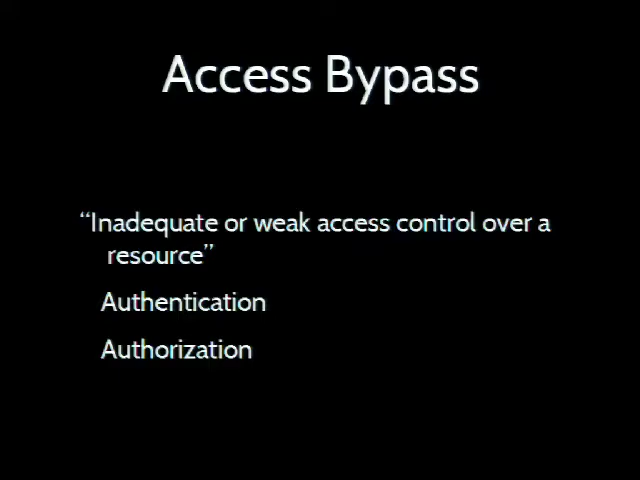 Access Bypass
“Inadequate or weak access control over a
resource”
Authentication
Authorization